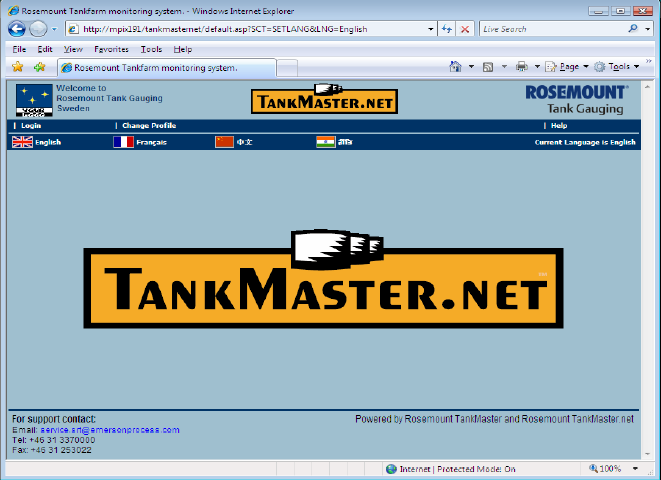 Rosemount Tankfarm monitoring system. - Windows Internet Explorer
http://mpix191/tankmasternet/default.asp?SCT=SETLANG&LNG=English
Live Search
File Edit View Favorites Tools Help
Rosemount Tankfarm monitoring system.
Page Tools
Welcome to
Rosemount Tank Gauging
Sweden
TANKMASTER.NET
ROSEMOUNT
Tank Gauging
Login
Change Profile
Help
English
Français
中文
Current Language is English
TANKMASTER.NET
For support contact:
Email: service.srt@emersonprocess.com
Tel: +46 31 3370000
Fax: +46 31 253022
Powered by Rosemount TankMaster and Rosemount TankMaster.net
Internet | Protected Mode: On
100%